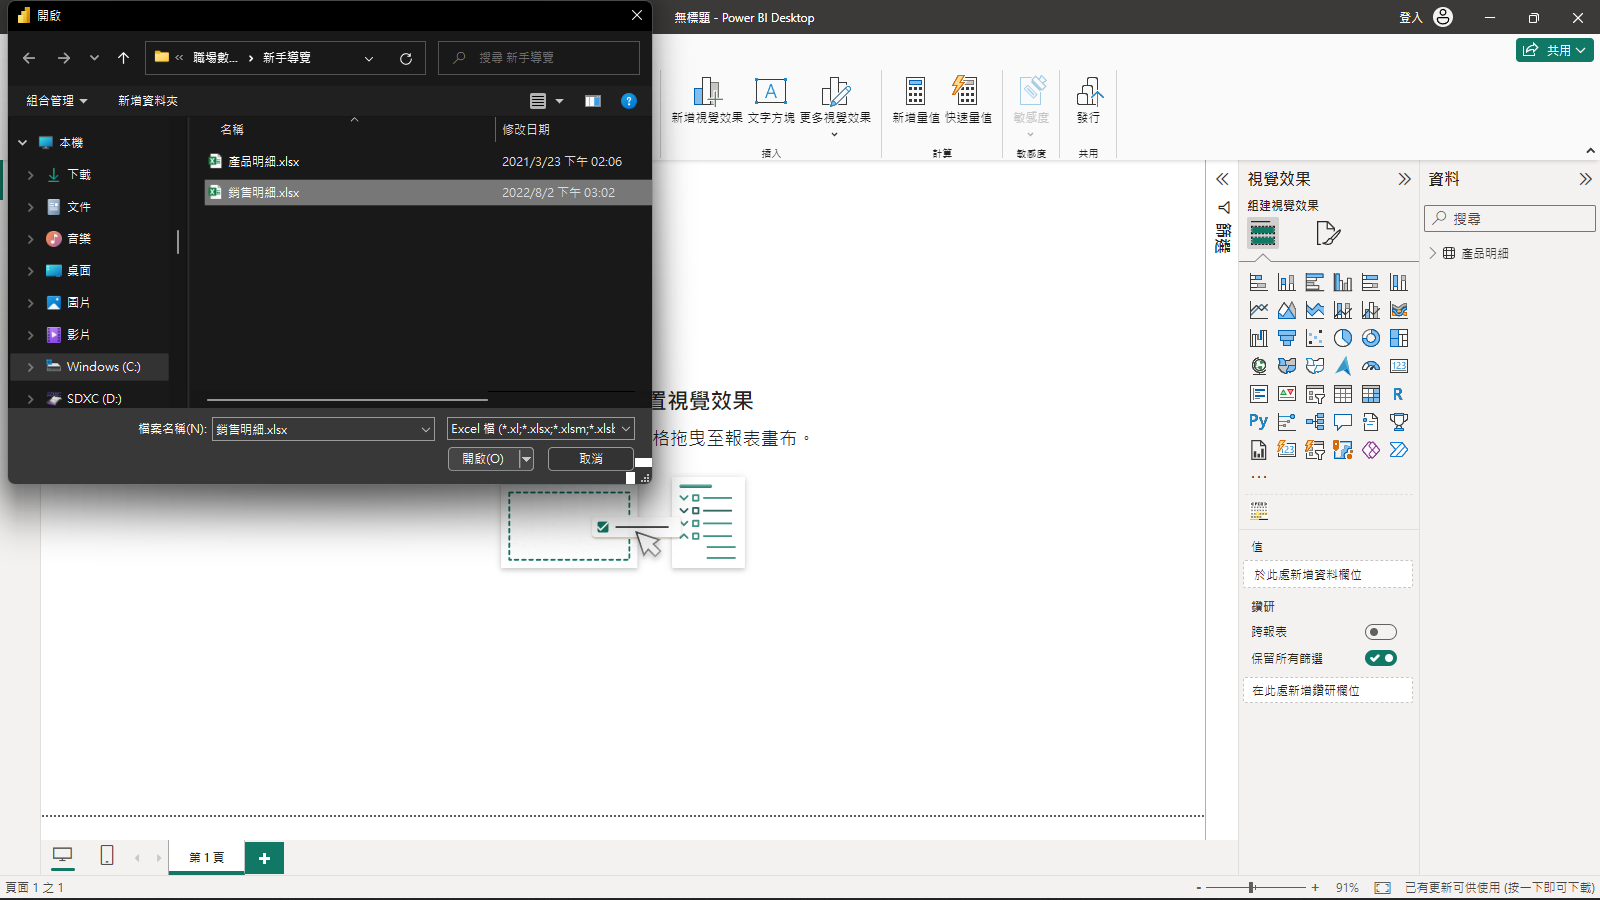 開啟
無標題 - Power BI Desktop
登入
職場數... › 新手導覽
搜尋 新手導覽
共用
組合管理
新增資料夾
新增視覺效果 文字方塊 更多視覺效果
插入
新增量值 快速量值
計算
敏感度
敏感度
發行
共用
名稱
修改日期
產品明細.xlsx 2021/3/23 下午 02:06
銷售明細.xlsx 2022/8/2 下午 03:02
本機
下載
文件
音樂
桌面
圖片
影片
Windows (C:)
SDXC (D:)
檔案名稱(N):
銷售明細.xlsx
Excel 檔 (*.xl;*.xlsx;*.xlsm;*.xlsb
開啟(O)
取消
置視覺效果
格拖曳至報表畫布。
篩選
視覺效果
組建視覺效果
123
R
Py
123
值
於此處新增資料欄位
鑽研
跨報表
保留所有篩選
在此處新增鑽研欄位
資料
搜尋
產品明細
第 1 頁
頁面 1 之 1
- + 91%
已有更新可供使用 (按一下即可下載)